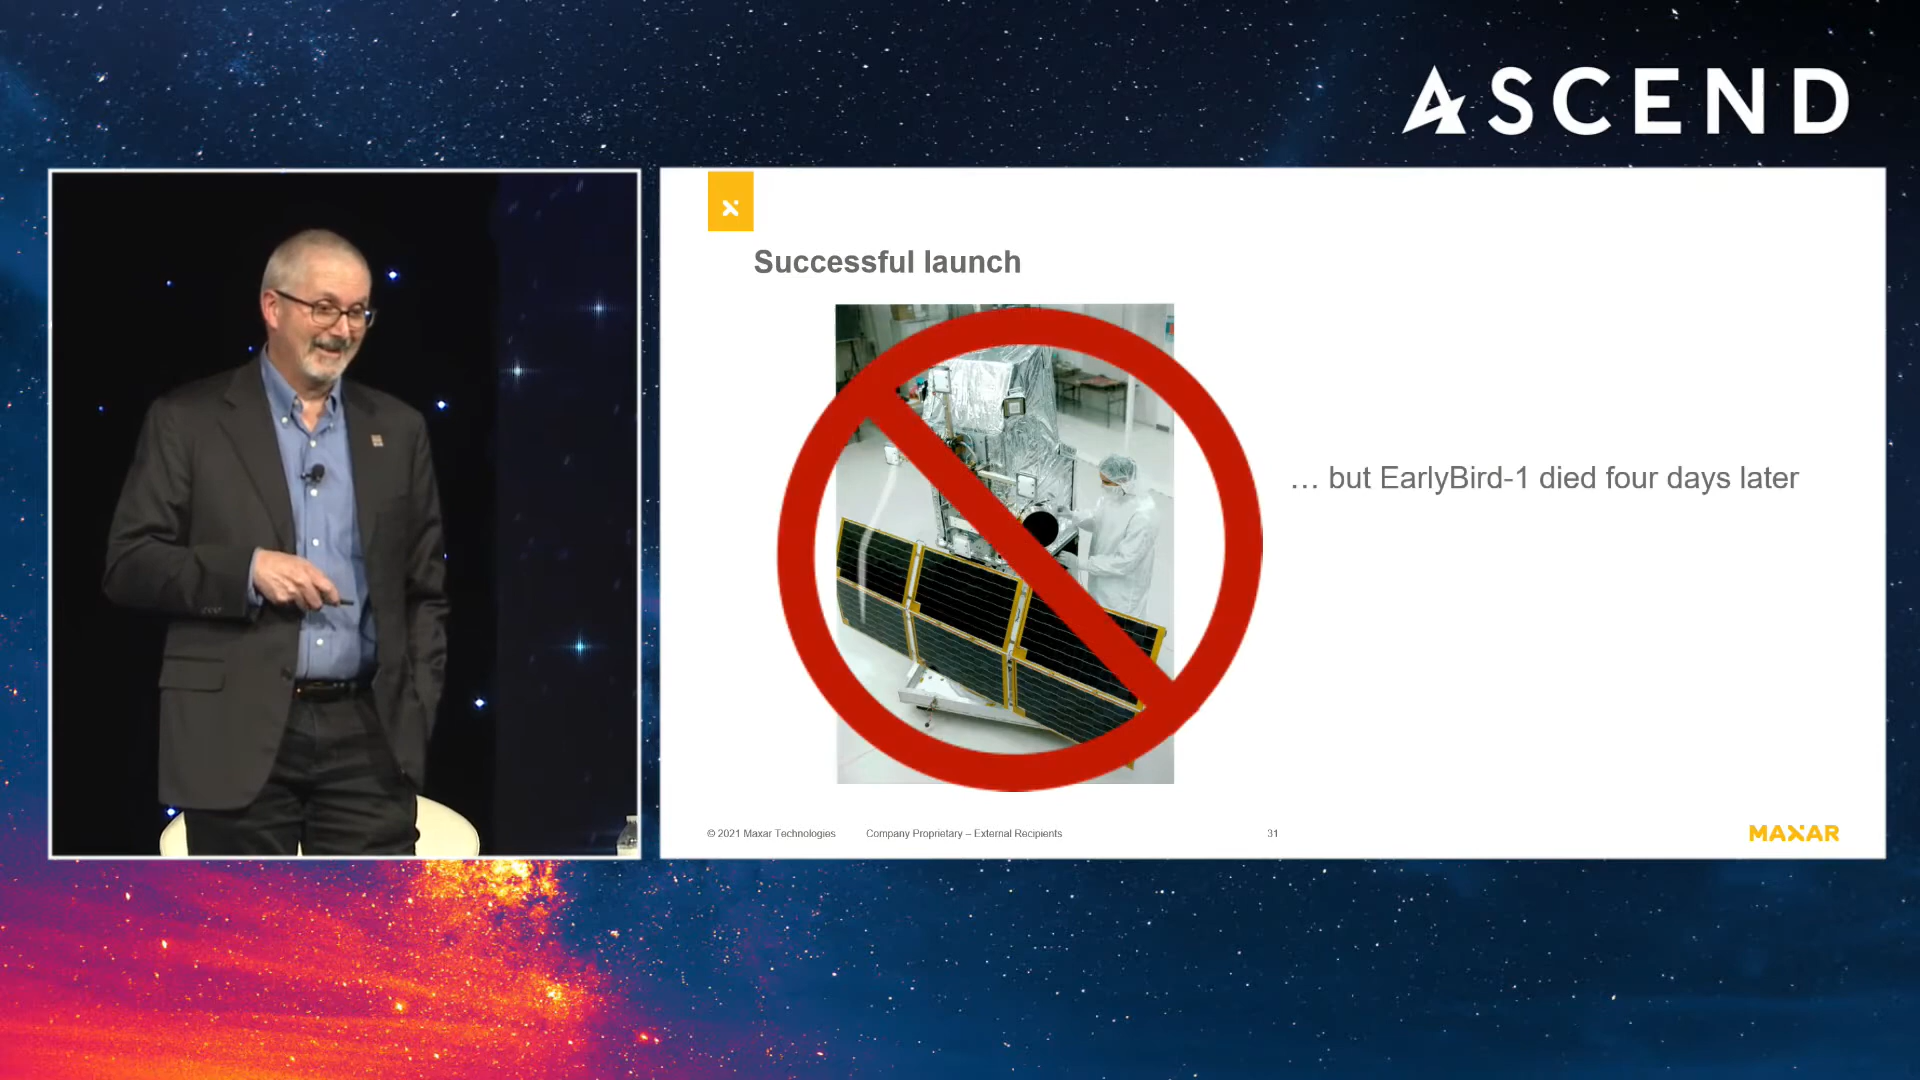 ASCEND
Successful launch
… but EarlyBird-1 died four days later
© 2021 Maxar Technologies Company Proprietary – External Recipients 31
MAXAR